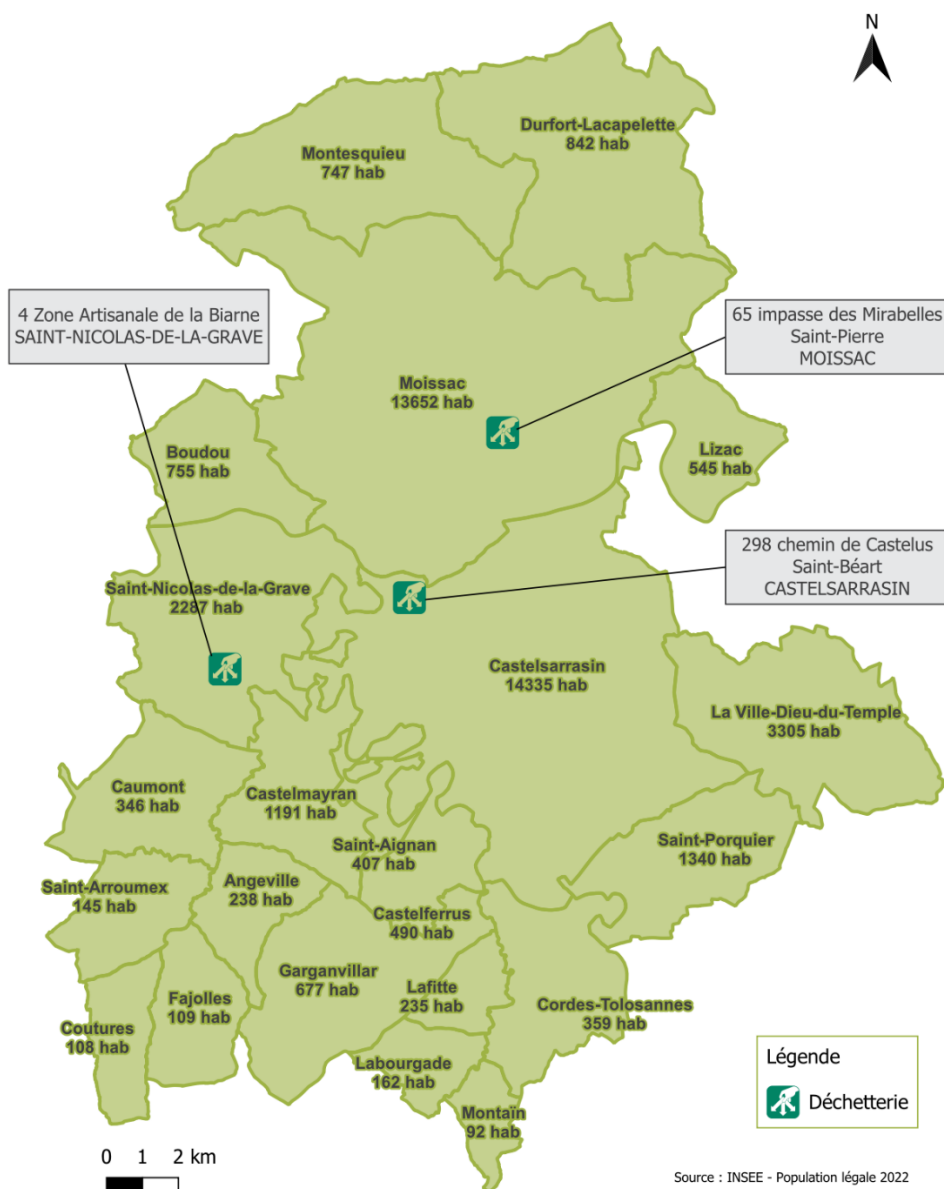 N
Durfort-Lacapelette
842 hab
Montesquieu
747 hab
4 Zone Artisanale de la Biarne
SAINT-NICOLAS-DE-LA-GRAVE
65 impasse des Mirabelles
Saint-Pierre
MOISSAC
Moissac
13652 hab
Boudou
755 hab
Lizac
545 hab
298 chemin de Castelus
Saint-Béart
CASTELSARRASIN
Saint-Nicolas-de-la-Grave
2287 hab
Castelsarrasin
14335 hab
La Ville-Dieu-du-Temple
3305 hab
Caumont
346 hab
Castelmayran
1191 hab
Saint-Aignan
407 hab
Saint-Porquier
1340 hab
Saint-Arroumex
145 hab
Angeville
238 hab
Castelferrus
490 hab
Garganvillar
677 hab
Lafitte
235 hab
Fajolles
109 hab
Cordes-Tolosannes
359 hab
Coutures
108 hab
Labourgade
162 hab
Montaïn
92 hab
Légende
Déchetterie
0 1 2 km
Source : INSEE - Population légale 2022